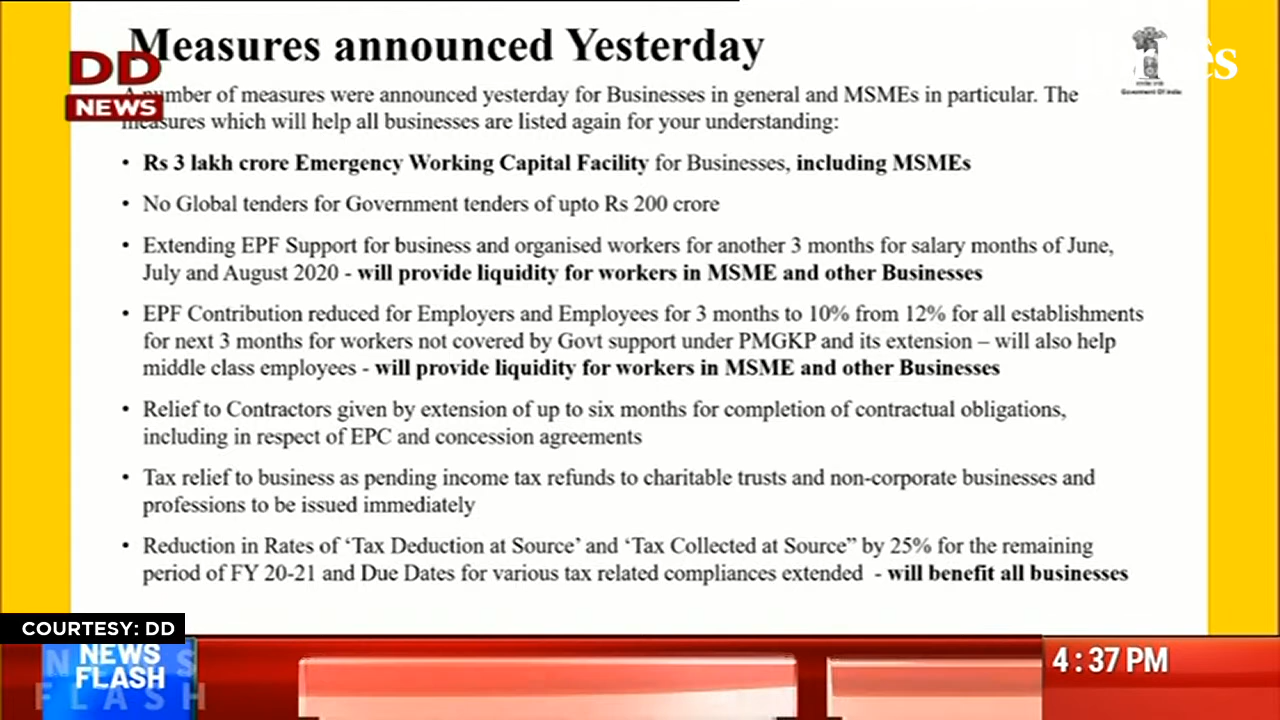 Measures announced Yesterday
DD
NEWS
A number of measures were announced yesterday for Businesses in general and MSMEs in particular. The
measures which will help all businesses are listed again for your understanding:
• Rs 3 lakh crore Emergency Working Capital Facility for Businesses, including MSMEs
• No Global tenders for Government tenders of upto Rs 200 crore
• Extending EPF Support for business and organised workers for another 3 months for salary months of June,
July and August 2020 - will provide liquidity for workers in MSME and other Businesses
• EPF Contribution reduced for Employers and Employees for 3 months to 10% from 12% for all establishments
for next 3 months for workers not covered by Govt support under PMGKP and its extension – will also help
middle class employees - will provide liquidity for workers in MSME and other Businesses
• Relief to Contractors given by extension of up to six months for completion of contractual obligations,
including in respect of EPC and concession agreements
• Tax relief to business as pending income tax refunds to charitable trusts and non-corporate businesses and
professions to be issued immediately
• Reduction in Rates of ‘Tax Deduction at Source’ and ‘Tax Collected at Source” by 25% for the remaining
period of FY 20-21 and Due Dates for various tax related compliances extended - will benefit all businesses
Government Of India
COURTESY: DD
NEWS
FLASH
4:37 PM